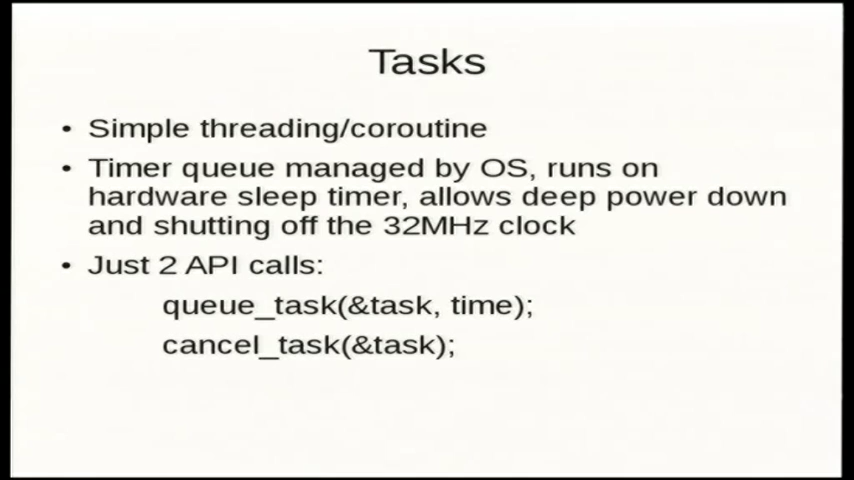 Tasks
• Simple threading/coroutine
• Timer queue managed by OS, runs on
hardware sleep timer, allows deep power down
and shutting off the 32MHz clock
• Just 2 API calls:
queue_task(&task, time);
cancel_task(&task);